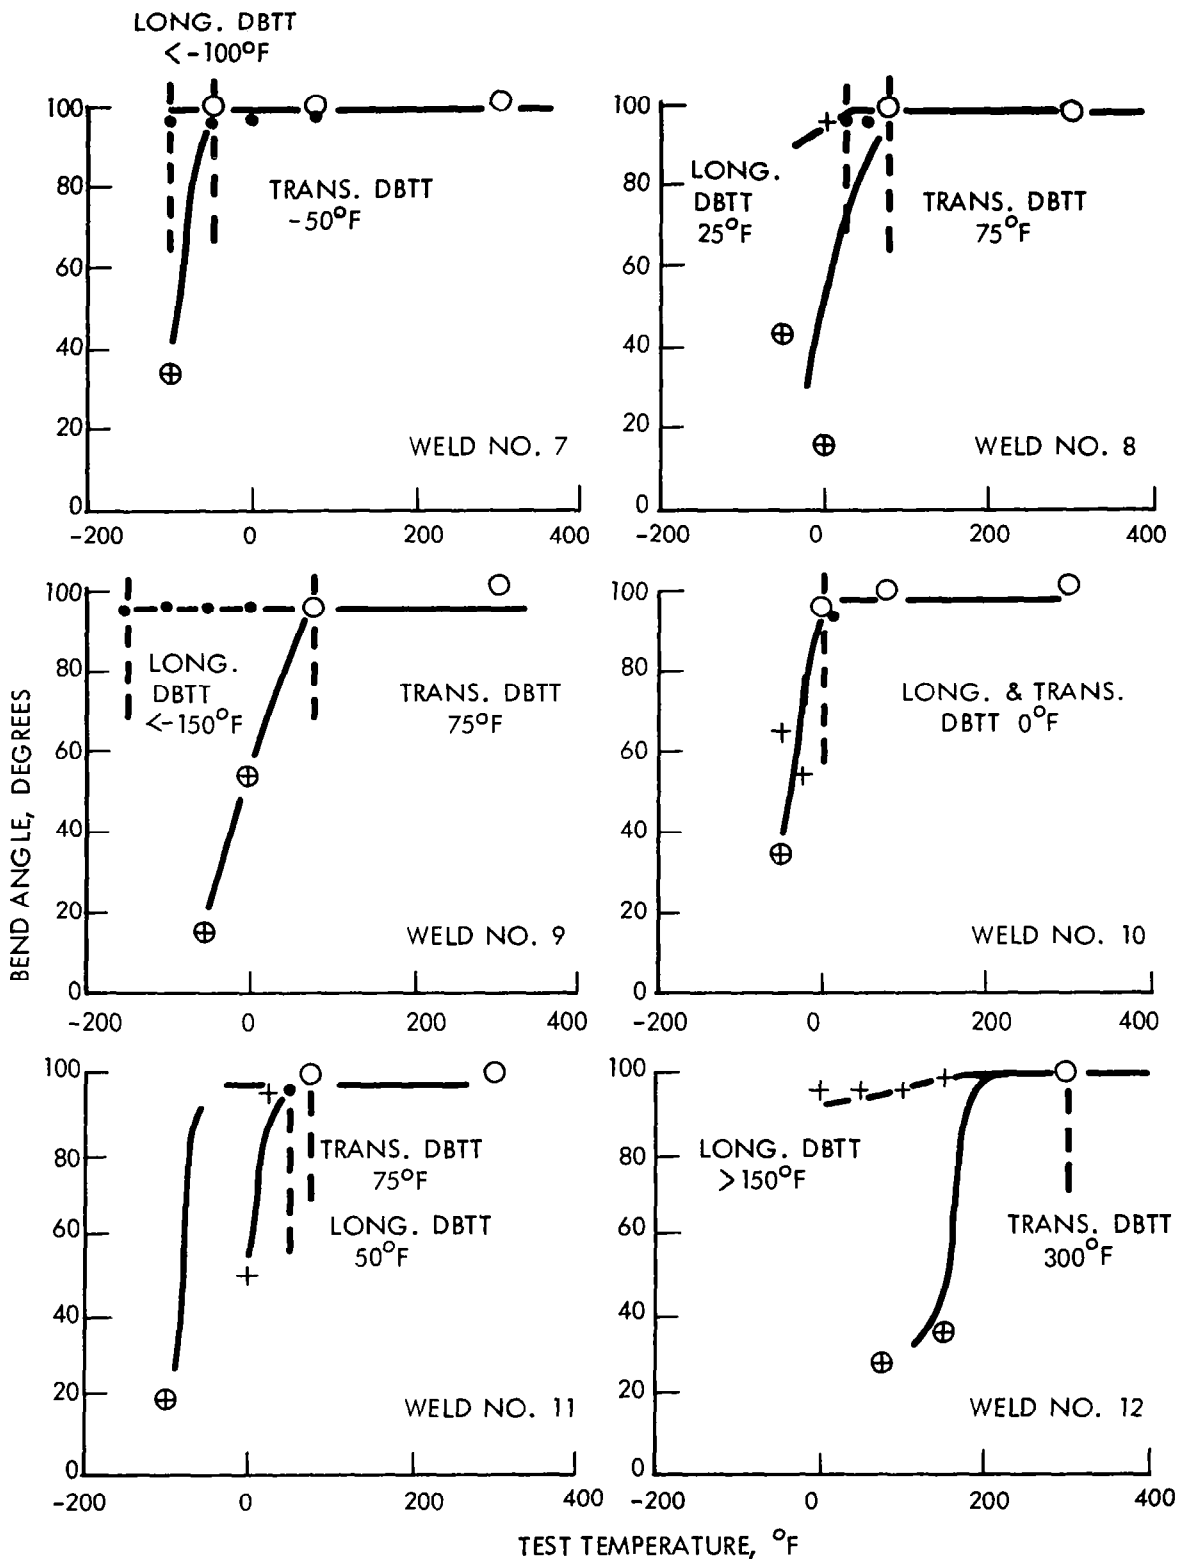 LONG. DBTT
<-100°F
100
80
60
40
20
0
TRANS. DBTT
-50°F
WELD NO. 7
-200
0
200
400
100
80
60
40
20
0
LONG.
DBTT
25°F
TRANS. DBTT
75°F
WELD NO. 8
-200
0
200
400
100
80
60
40
20
0
LONG.
DBTT
<-150°F
TRANS. DBTT
75°F
WELD NO. 9
-200
0
200
400
100
80
60
40
20
0
LONG. & TRANS.
DBTT 0°F
WELD NO. 10
-200
0
200
400
BEND ANGLE, DEGREES
100
80
60
40
20
0
TRANS. DBTT
75°F
LONG. DBTT
50°F
WELD NO. 11
-200
0
200
400
100
80
60
40
20
0
LONG. DBTT
>150°F
TRANS. DBTT
300°F
WELD NO. 12
-200
0
200
400
TEST TEMPERATURE, °F